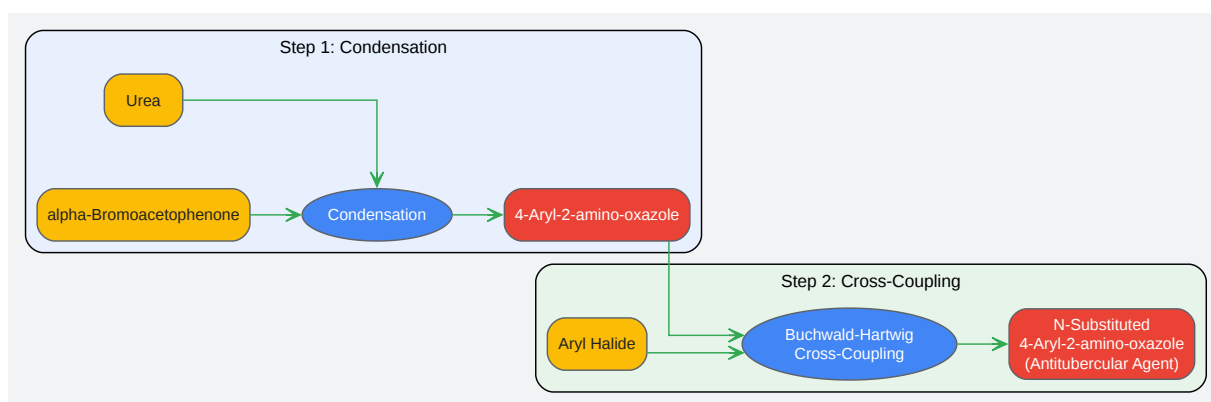 Step 1: Condensation
Urea
alpha-Bromoacetophenone
Condensation
4-Aryl-2-amino-oxazole
Step 2: Cross-Coupling
Aryl Halide
Buchwald-Hartwig
Cross-Coupling
N-Substituted
4-Aryl-2-amino-oxazole
(Antitubercular Agent)